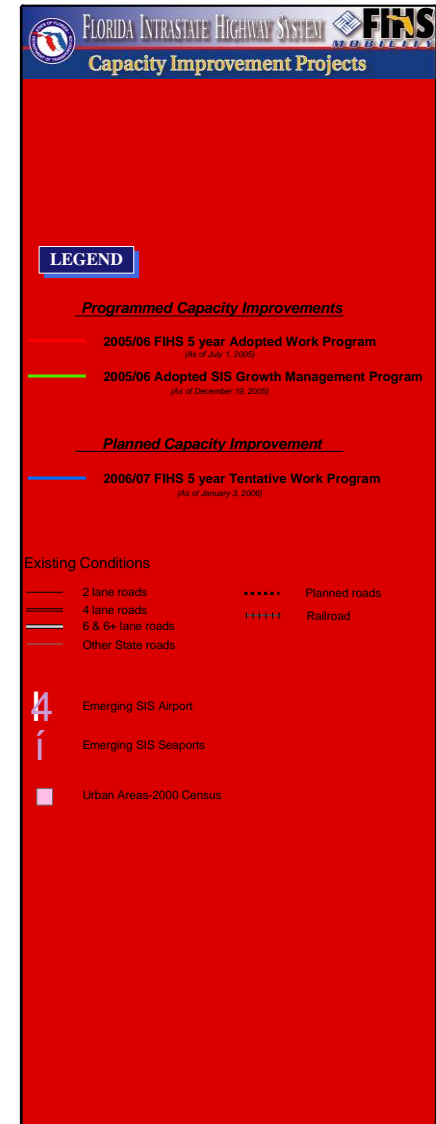 FLORIDA INTRASTATE HIGHWAY SYSTEM
FIHS
MOBILITY
Capacity Improvement Projects
LEGEND
Programmed Capacity Improvements
2005/06 FIHS 5 year Adopted Work Program
(As of July 1, 2005)
2005/06 Adopted SIS Growth Management Program
(As of December 19, 2005)
Planned Capacity Improvement
2006/07 FIHS 5 year Tentative Work Program
(As of January 3, 2006)
Existing Conditions
2 lane roads
Planned roads
4 lane roads
Railroad
6 & 6+ lane roads
Other State roads
Emerging SIS Airport
í
Emerging SIS Seaports
Urban Areas-2000 Census